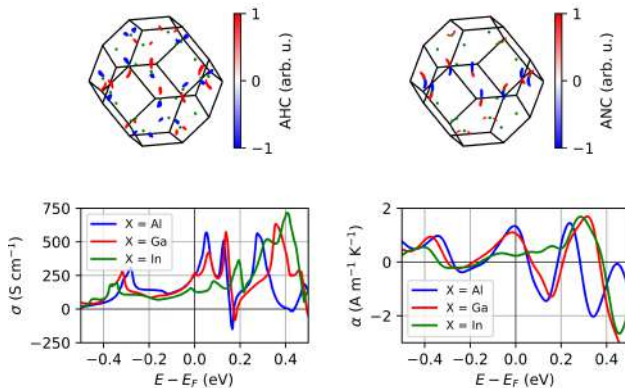 1
0
−1
AHC (arb. u.)
1
0
−1
ANC (arb. u.)
750
500
250
0
−250
σ (S cm⁻¹)
X = Al
X = Ga
X = In
−0.4
−0.2
0.0
0.2
0.4
E − E_F (eV)
2
0
−2
α (A m⁻¹ K⁻¹)
X = Al
X = Ga
X = In
−0.4
−0.2
0.0
0.2
0.4
E − E_F (eV)